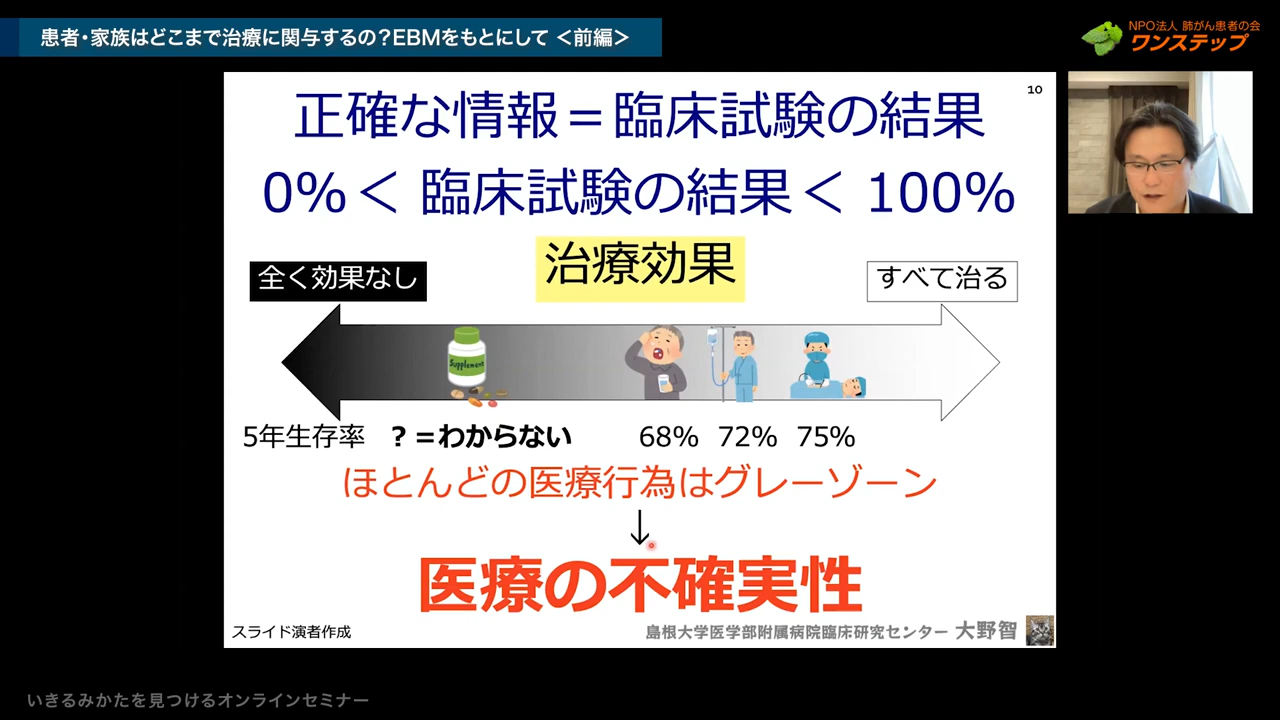 患者・家族はどこまで治療に関与するの?EBMをもとにして <前編>
NPO法人 肺がん患者の会
ワンステップ
10
正確な情報=臨床試験の結果
0%< 臨床試験の結果< 100%
治療効果
全く効果なし
すべて治る
Supplement
5年生存率 ?=わからない 68% 72% 75%
ほとんどの医療行為はグレーゾーン
↓
医療の不確実性
スライド演者作成
島根大学医学部附属病院臨床研究センター 大野智
いきるみかたを見つけるオンラインセミナー